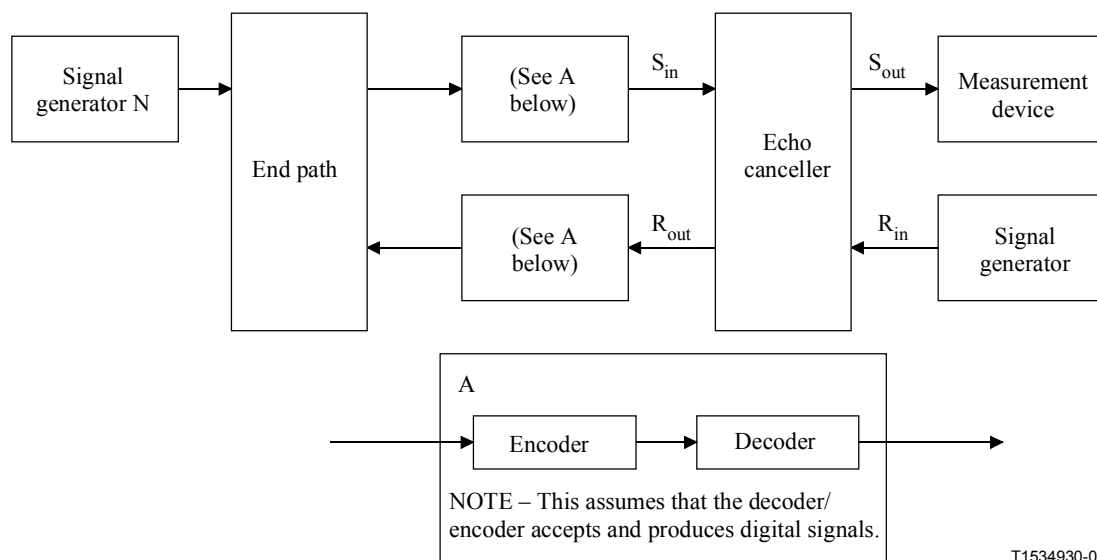 Signal
generator N
End path
(See A
below)
S_in
Echo
canceller
S_out
Measurement
device
(See A
below)
R_out
R_in
Signal
generator
A
Encoder
Decoder
NOTE – This assumes that the decoder/
encoder accepts and produces digital signals.
T1534930-0